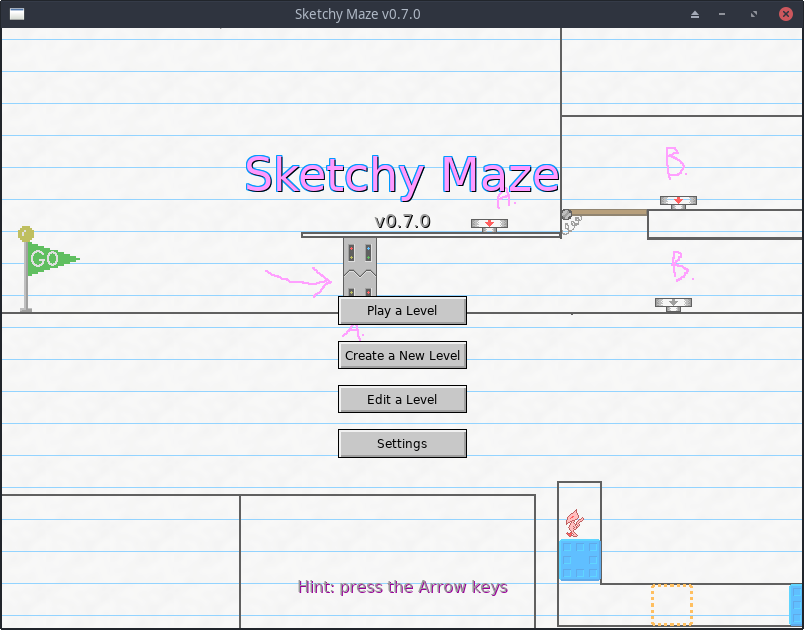 Sketchy Maze v0.7.0
B.
Sketchy Maze
A.
v0.7.0
GO
B.
Play a Level
A.
Create a New Level
Edit a Level
Settings
Hint: press the Arrow keys